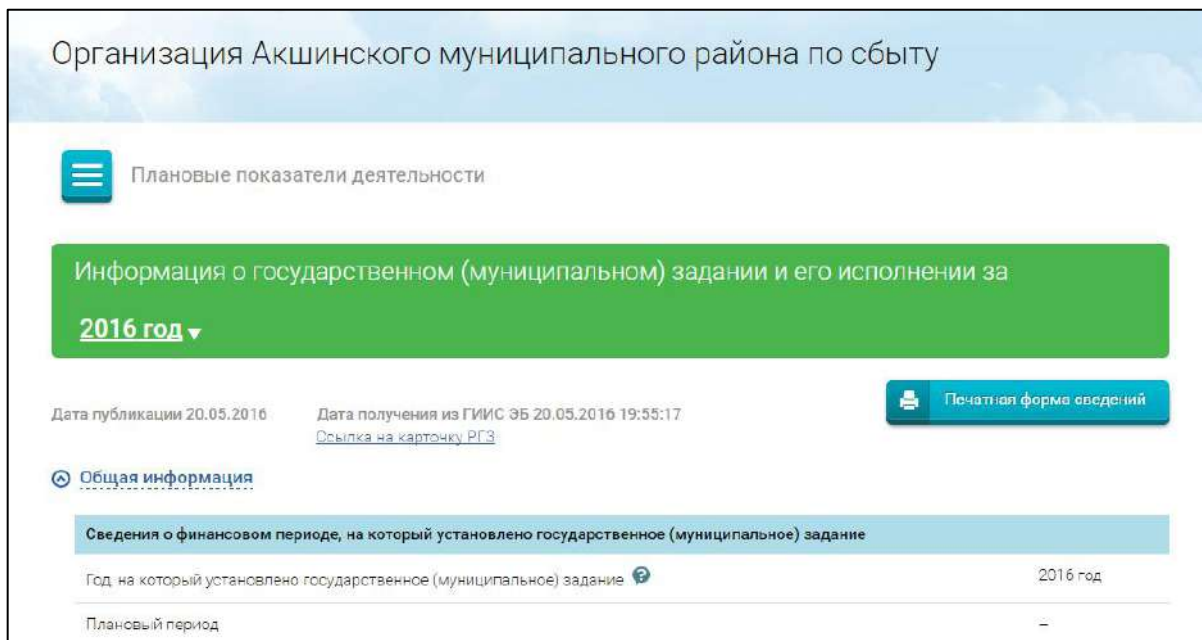 Организация Акшинского муниципального района по сбыту
Плановые показатели деятельности
Информация о государственном (муниципальном) задании и его исполнении за
2016 год
Дата публикации 20.05.2016
Дата получения из ГИИС ЭБ 20.05.2016 19:55:17
Ссылка на карточку РГЗ
Печатная форма сведений
Общая информация
Сведения о финансовом периоде, на который установлено государственное (муниципальное) задание
Год, на который установлено государственное (муниципальное) задание ? 2016 год
Плановый период –